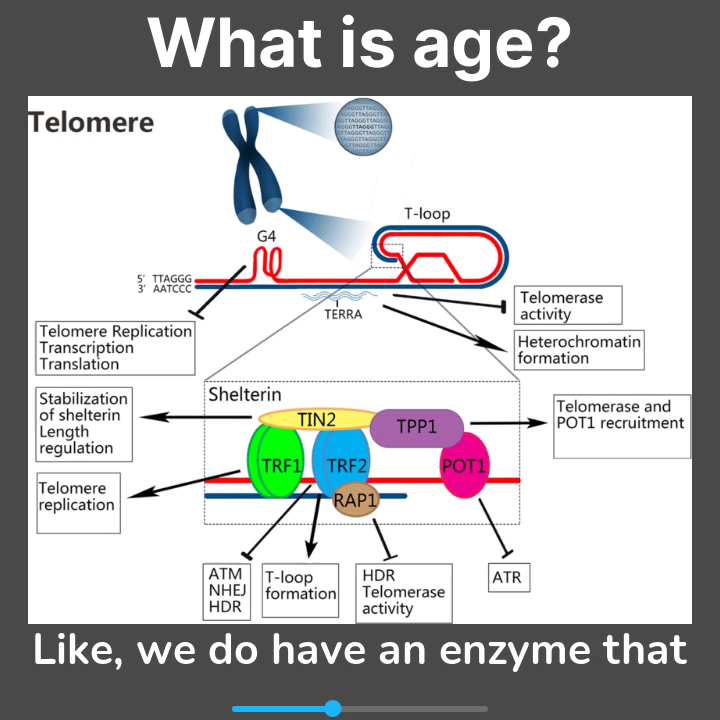 What is age?
Telomere
TAGGGTTAGGG
T-loop
G4
5' TTAGGG
3' AATCCC
TERRA
Telomerase
activity
Heterochromatin
formation
Telomere Replication
Transcription
Translation
Shelterin
Stabilization
of shelterin
Length
regulation
TIN2
TPP1
Telomerase and
POT1 recruitment
TRF1
TRF2
POT1
RAP1
Telomere
replication
ATM
NHEJ
HDR
T-loop
formation
HDR
Telomerase
activity
ATR
Like, we do have an enzyme that